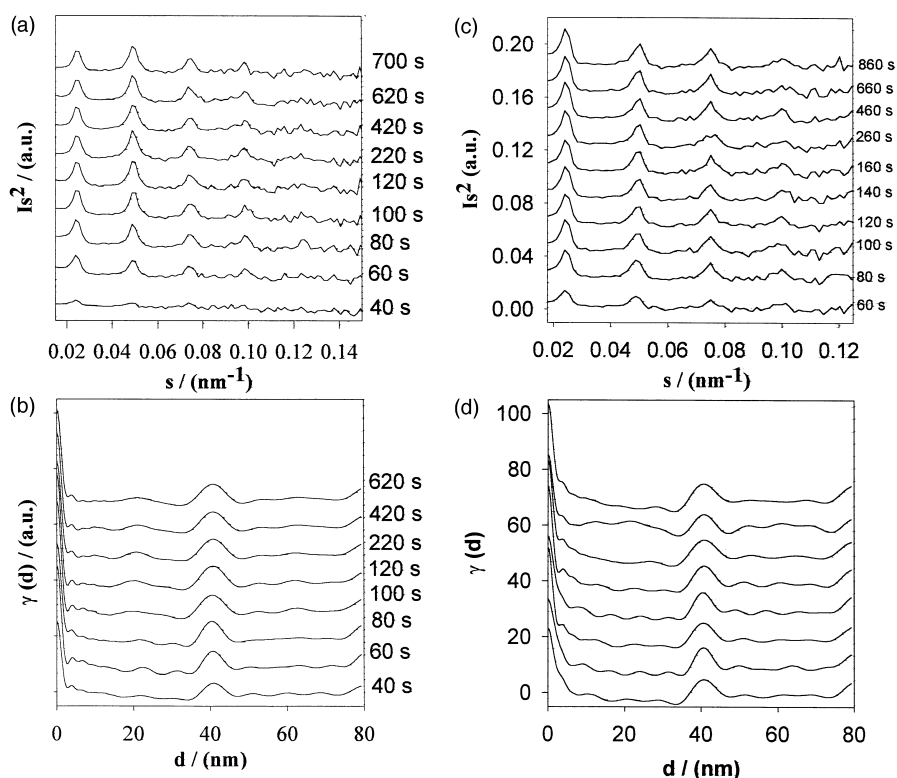 (a)
Is² / (a.u.)
700 s
620 s
420 s
220 s
120 s
100 s
80 s
60 s
40 s
0.02 0.04 0.06 0.08 0.10 0.12 0.14
s / (nm⁻¹)
(c)
Is² (a.u.)
0.20
0.16
0.12
0.08
0.04
0.00
860 s
660 s
460 s
260 s
160 s
140 s
120 s
100 s
80 s
60 s
0.02 0.04 0.06 0.08 0.10 0.12
s / (nm⁻¹)
(b)
γ (d) / (a.u.)
620 s
420 s
220 s
120 s
100 s
80 s
60 s
40 s
0 20 40 60 80
d / (nm)
(d)
γ (d)
100
80
60
40
20
0
0 20 40 60 80
d / (nm)